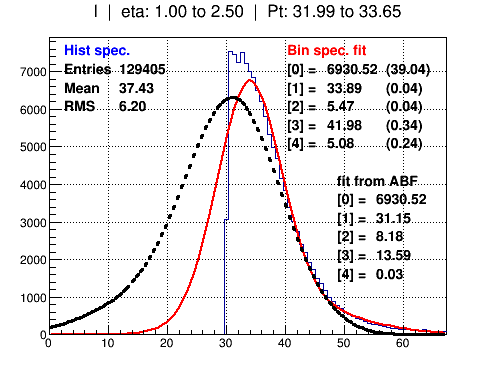 I | eta: 1.00 to 2.50 | Pt: 31.99 to 33.65
Hist spec.
Entries 129405
Mean 37.43
RMS 6.20
Bin spec. fit
[0] = 6930.52 (39.04)
[1] = 33.89 (0.04)
[2] = 5.47 (0.04)
[3] = 41.98 (0.34)
[4] = 5.08 (0.24)
fit from ABF
[0] = 6930.52
[1] = 31.15
[2] = 8.18
[3] = 13.59
[4] = 0.03
7000
6000
5000
4000
3000
2000
1000
0
0 10 20 30 40 50 60